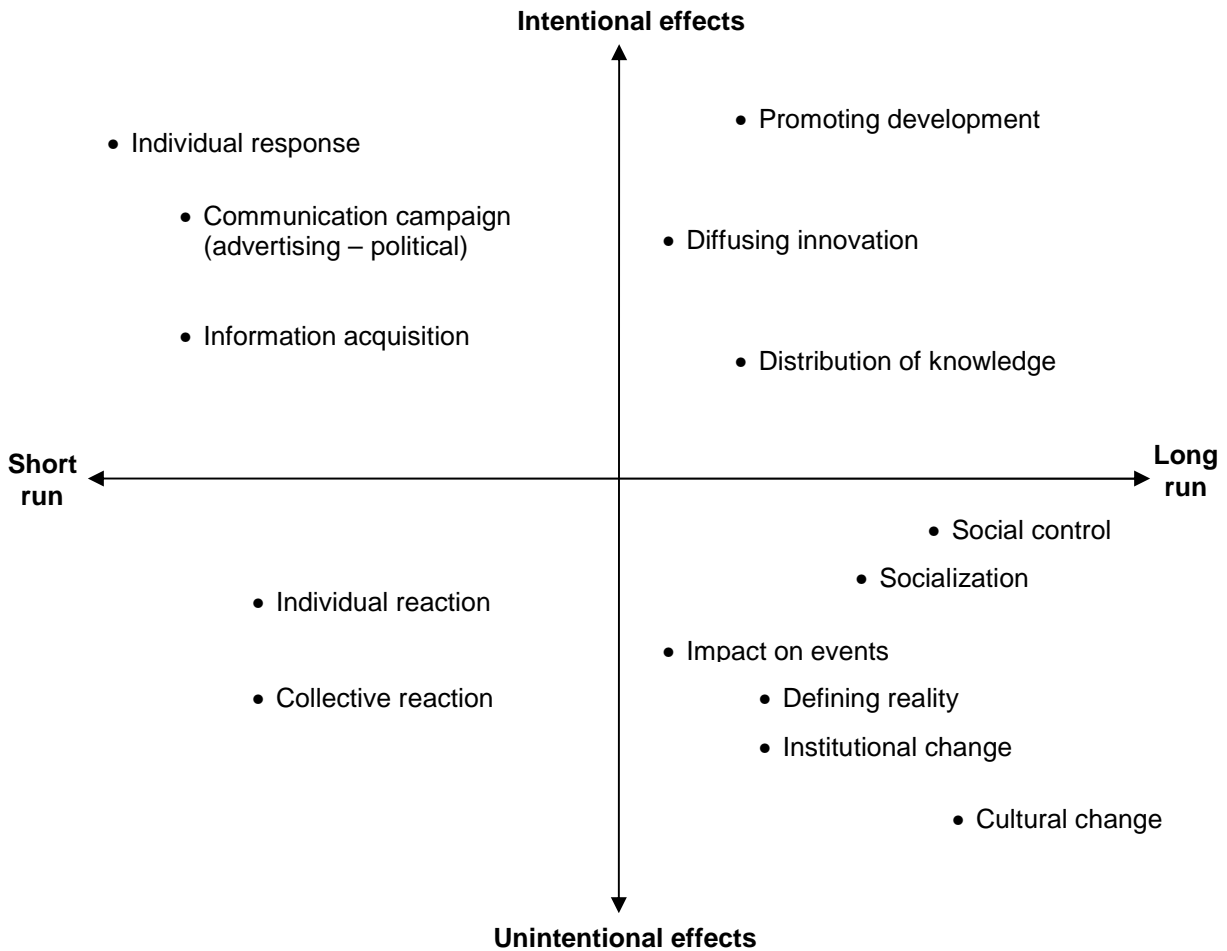 Intentional effects
• Promoting development
• Individual response
• Communication campaign
(advertising – political)
• Diffusing innovation
• Information acquisition
• Distribution of knowledge
Short
run
Long
run
• Social control
• Socialization
• Individual reaction
• Impact on events
• Collective reaction
• Defining reality
• Institutional change
• Cultural change
Unintentional effects